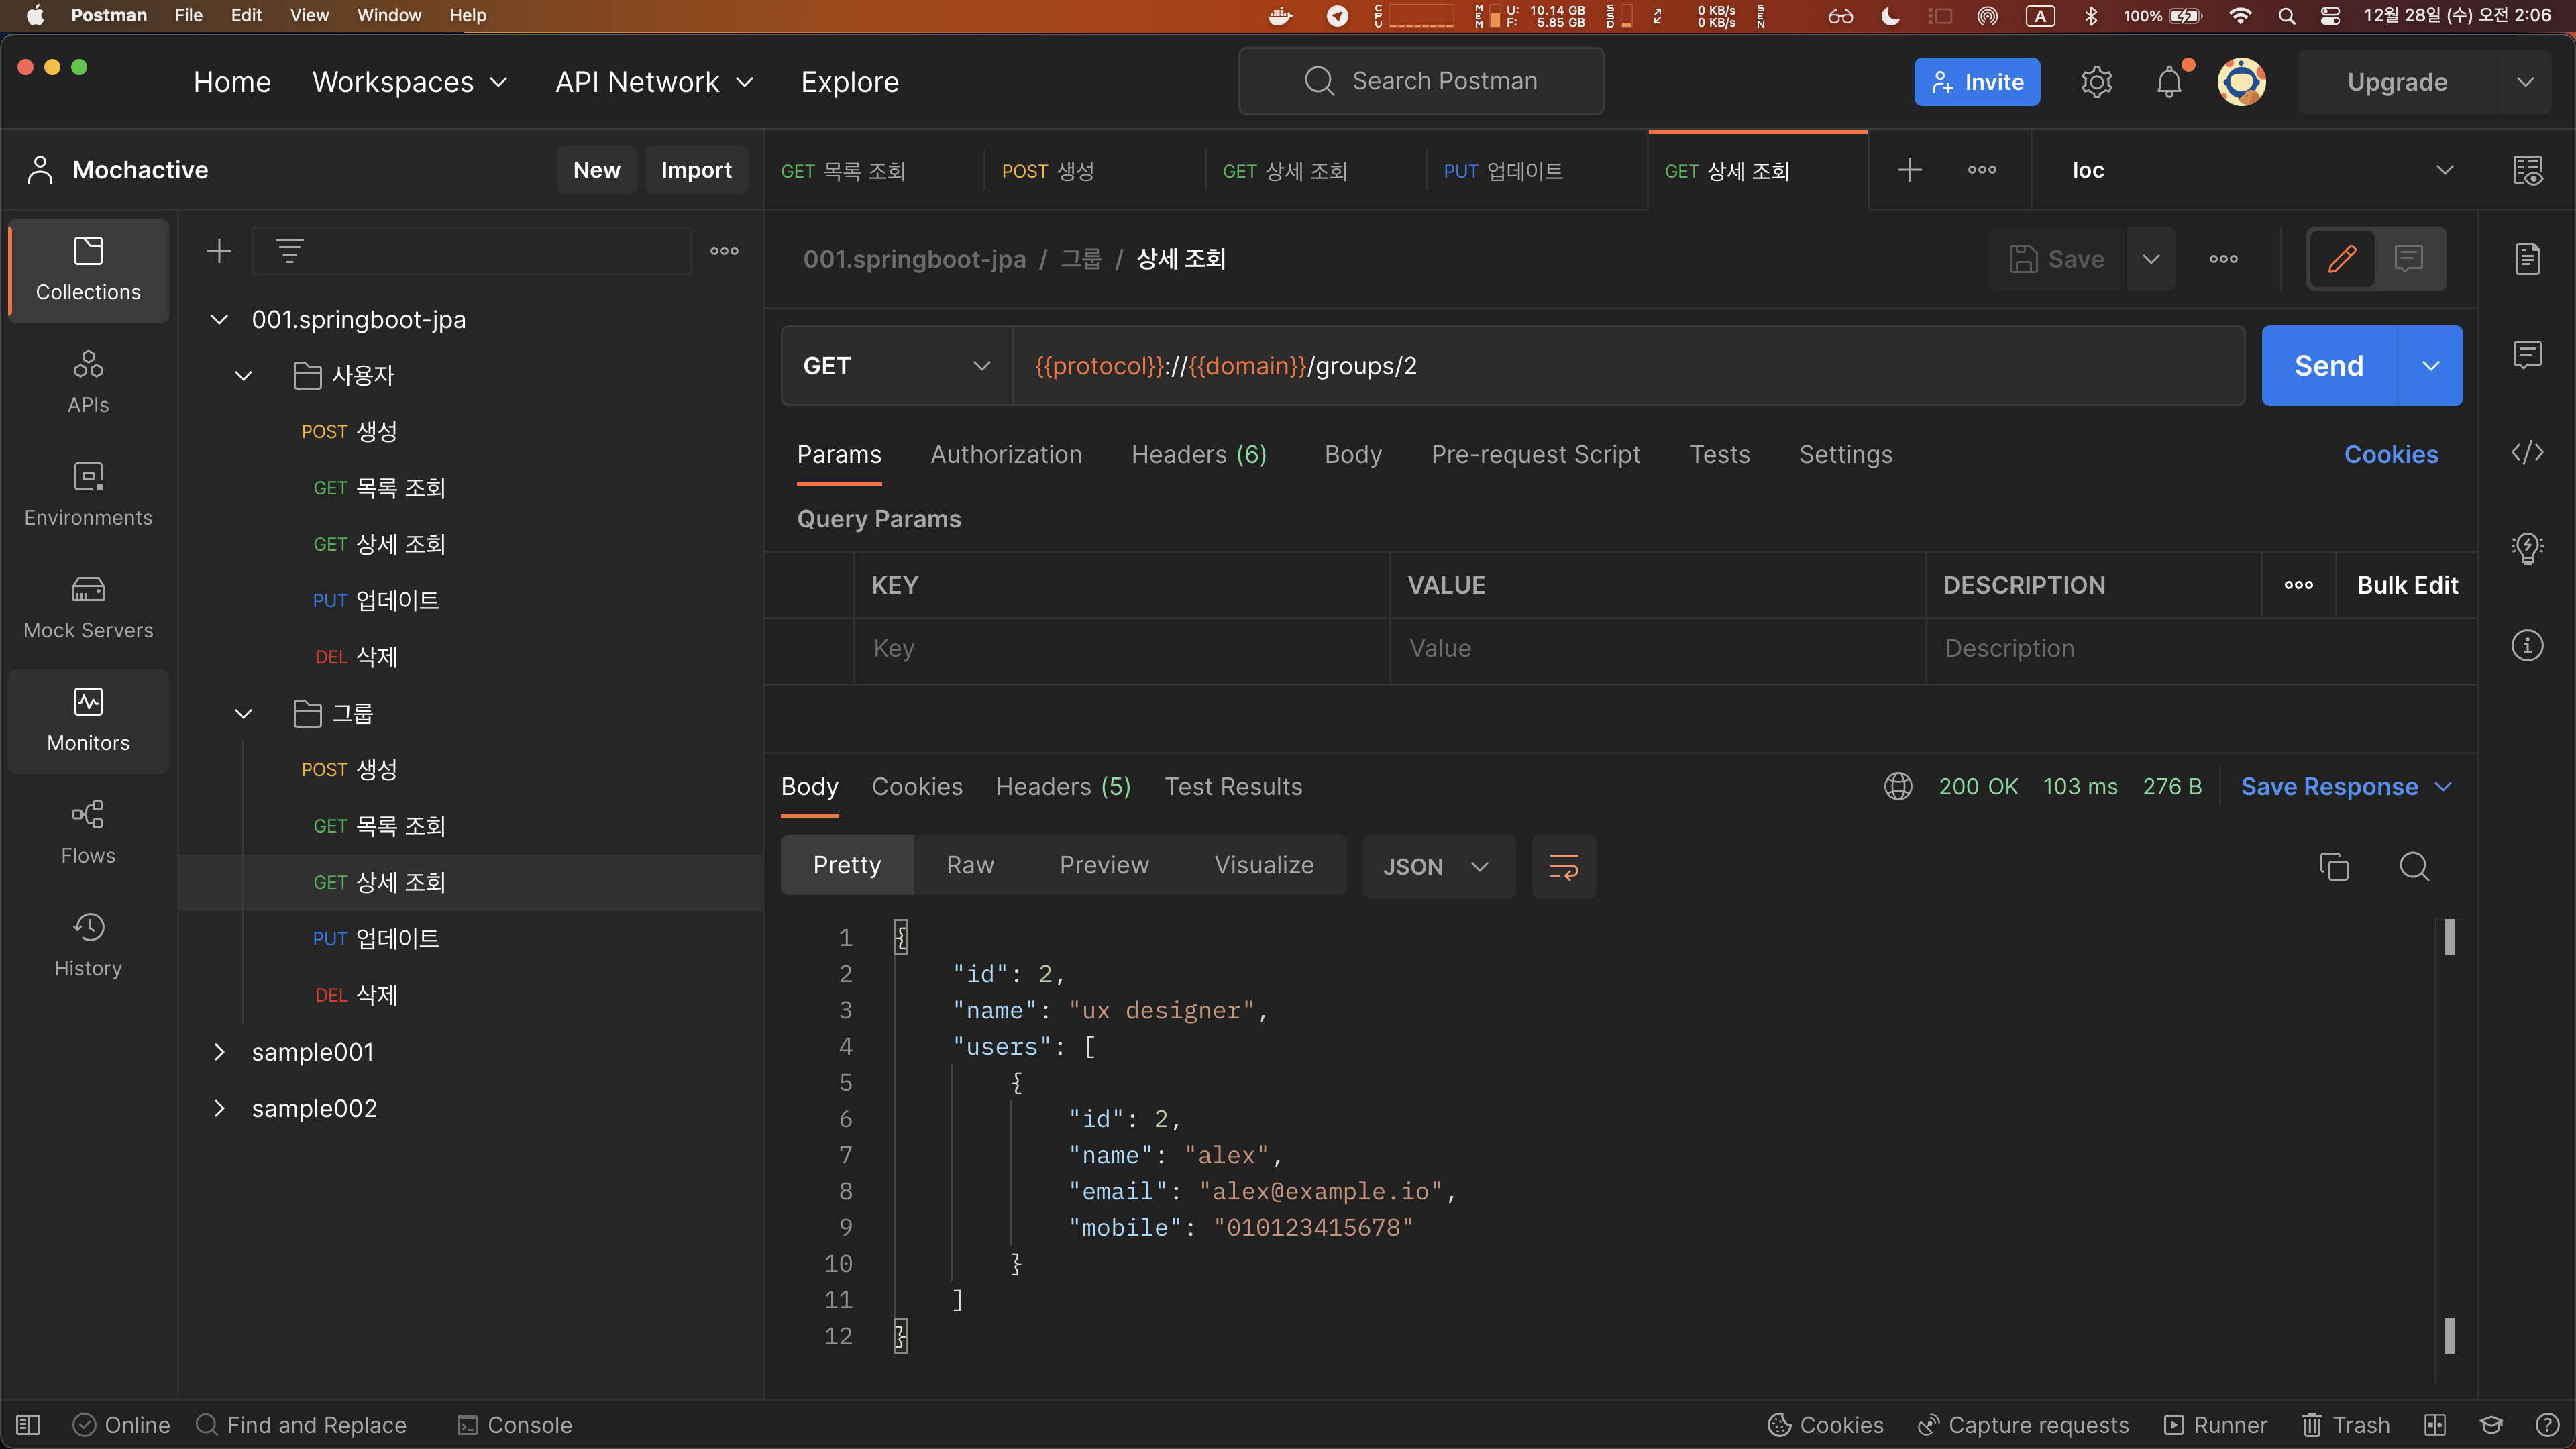 Postman File Edit View Window Help
CPU MEM U: 10.14 GB F: 5.85 GB SSD 0 KB/s 0 KB/s SEN A 100% 12월 28일 (수) 오전 2:06
Home Workspaces API Network Explore Search Postman Invite Upgrade
Mochactive New Import
GET 목록 조회 POST 생성 GET 상세 조회 PUT 업데이트 GET 상세 조회 loc
Collections
APIs
Environments
Mock Servers
Monitors
Flows
History
001.springboot-jpa
사용자
POST 생성
GET 목록 조회
GET 상세 조회
PUT 업데이트
DEL 삭제
그룹
POST 생성
GET 목록 조회
GET 상세 조회
PUT 업데이트
DEL 삭제
sample001
sample002
001.springboot-jpa / 그룹 / 상세 조회 Save
GET {{protocol}}://{{domain}}/groups/2 Send
Params Authorization Headers (6) Body Pre-request Script Tests Settings Cookies
Query Params
KEY VALUE DESCRIPTION Bulk Edit
Key Value Description
Body Cookies Headers (5) Test Results 200 OK 103 ms 276 B Save Response
Pretty Raw Preview Visualize JSON
1 {
2 "id": 2,
3 "name": "ux designer",
4 "users": [
5 {
6 "id": 2,
7 "name": "alex",
8 "email": "alex@example.io",
9 "mobile": "010123415678"
10 }
11 ]
12 }
Online Find and Replace Console Cookies Capture requests Runner Trash